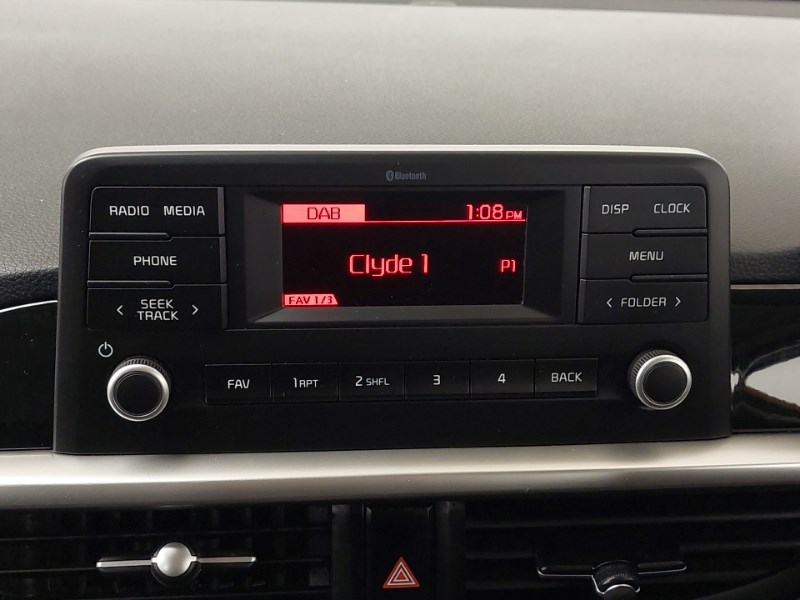 Bluetooth
RADIO MEDIA
PHONE
< SEEK TRACK >
DAB 1:08 PM
Clyde 1 P1
FAV 1/3
DISP CLOCK
MENU
< FOLDER >
FAV 1 RPT 2 SHFL 3 4 BACK